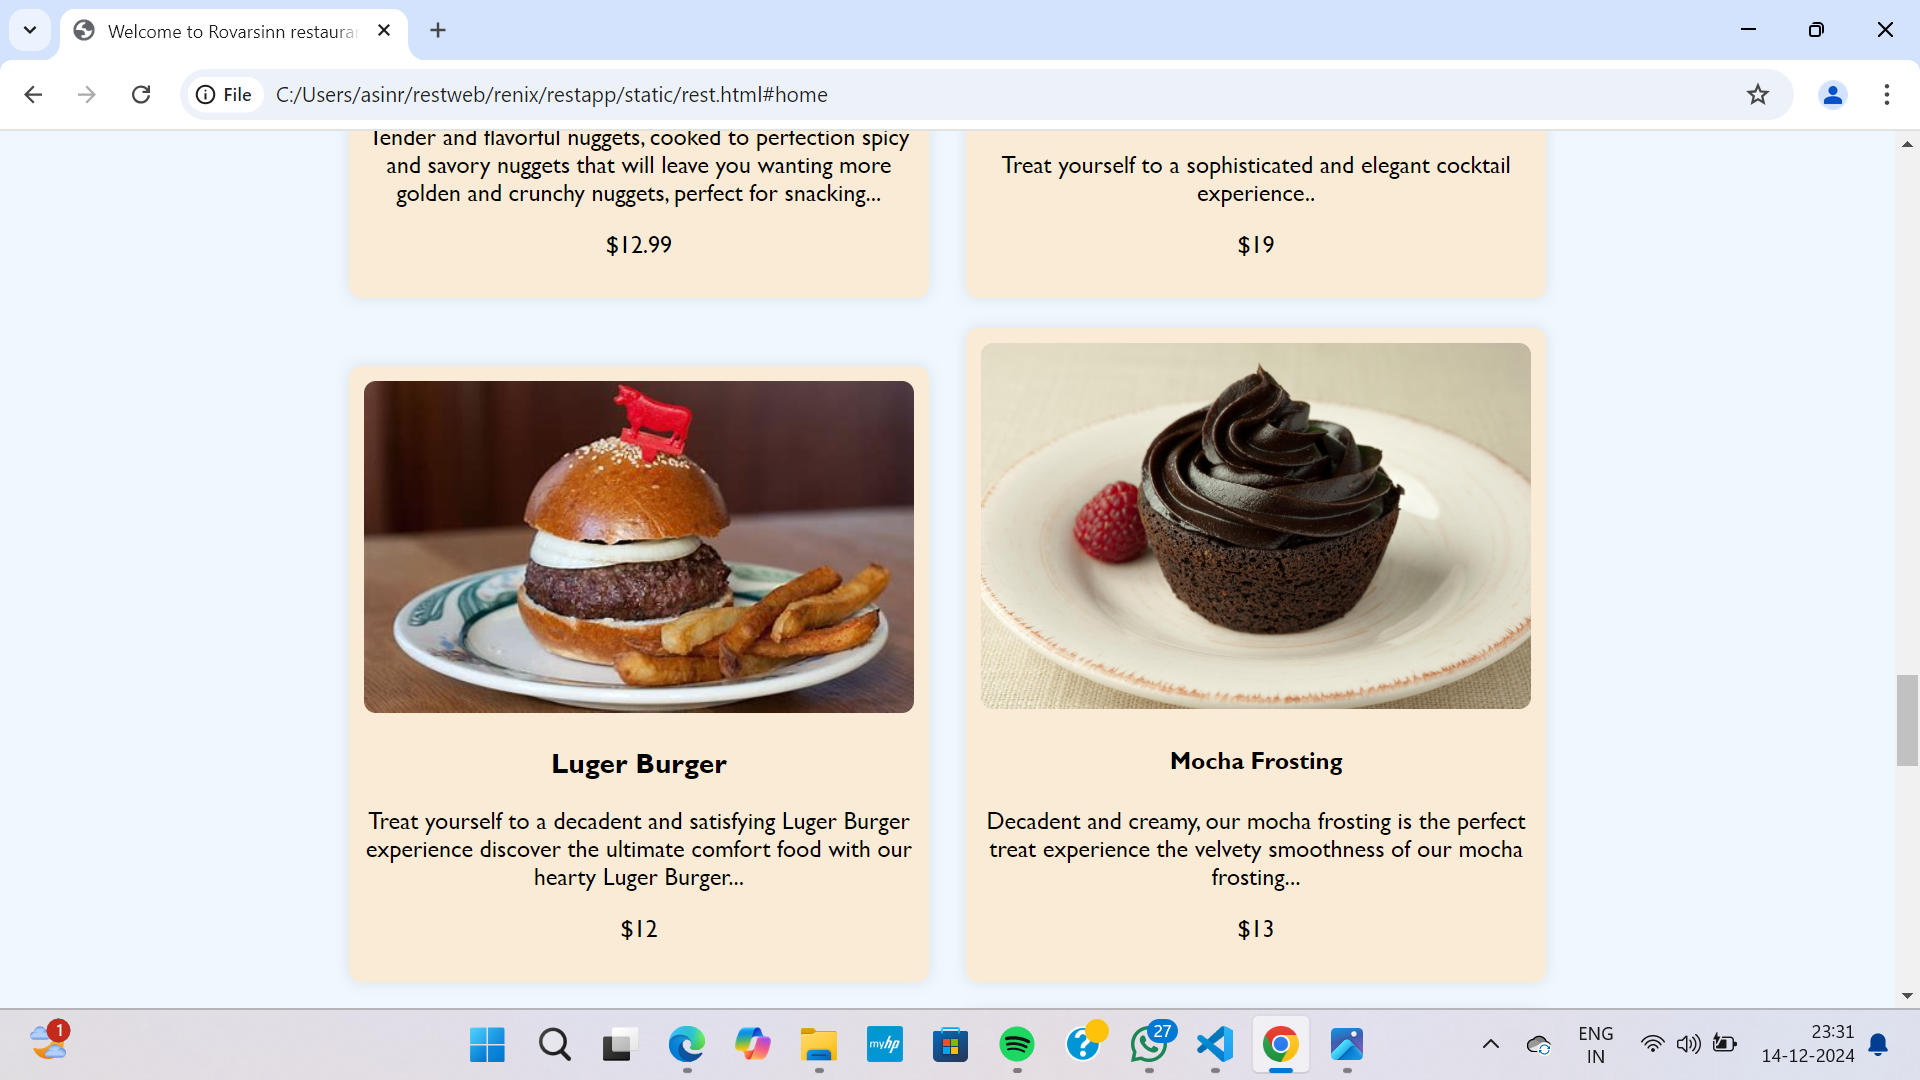 Welcome to Rovarsinn restaura
File
C:/Users/asinr/restweb/renix/restapp/static/rest.html#home
Tender and flavorful nuggets, cooked to perfection spicy
and savory nuggets that will leave you wanting more
golden and crunchy nuggets, perfect for snacking...
$12.99
Treat yourself to a sophisticated and elegant cocktail
experience..
$19
Luger Burger
Treat yourself to a decadent and satisfying Luger Burger
experience discover the ultimate comfort food with our
hearty Luger Burger...
$12
Mocha Frosting
Decadent and creamy, our mocha frosting is the perfect
treat experience the velvety smoothness of our mocha
frosting...
$13
1
myhp
?
27
ENG
IN
23:31
14-12-2024